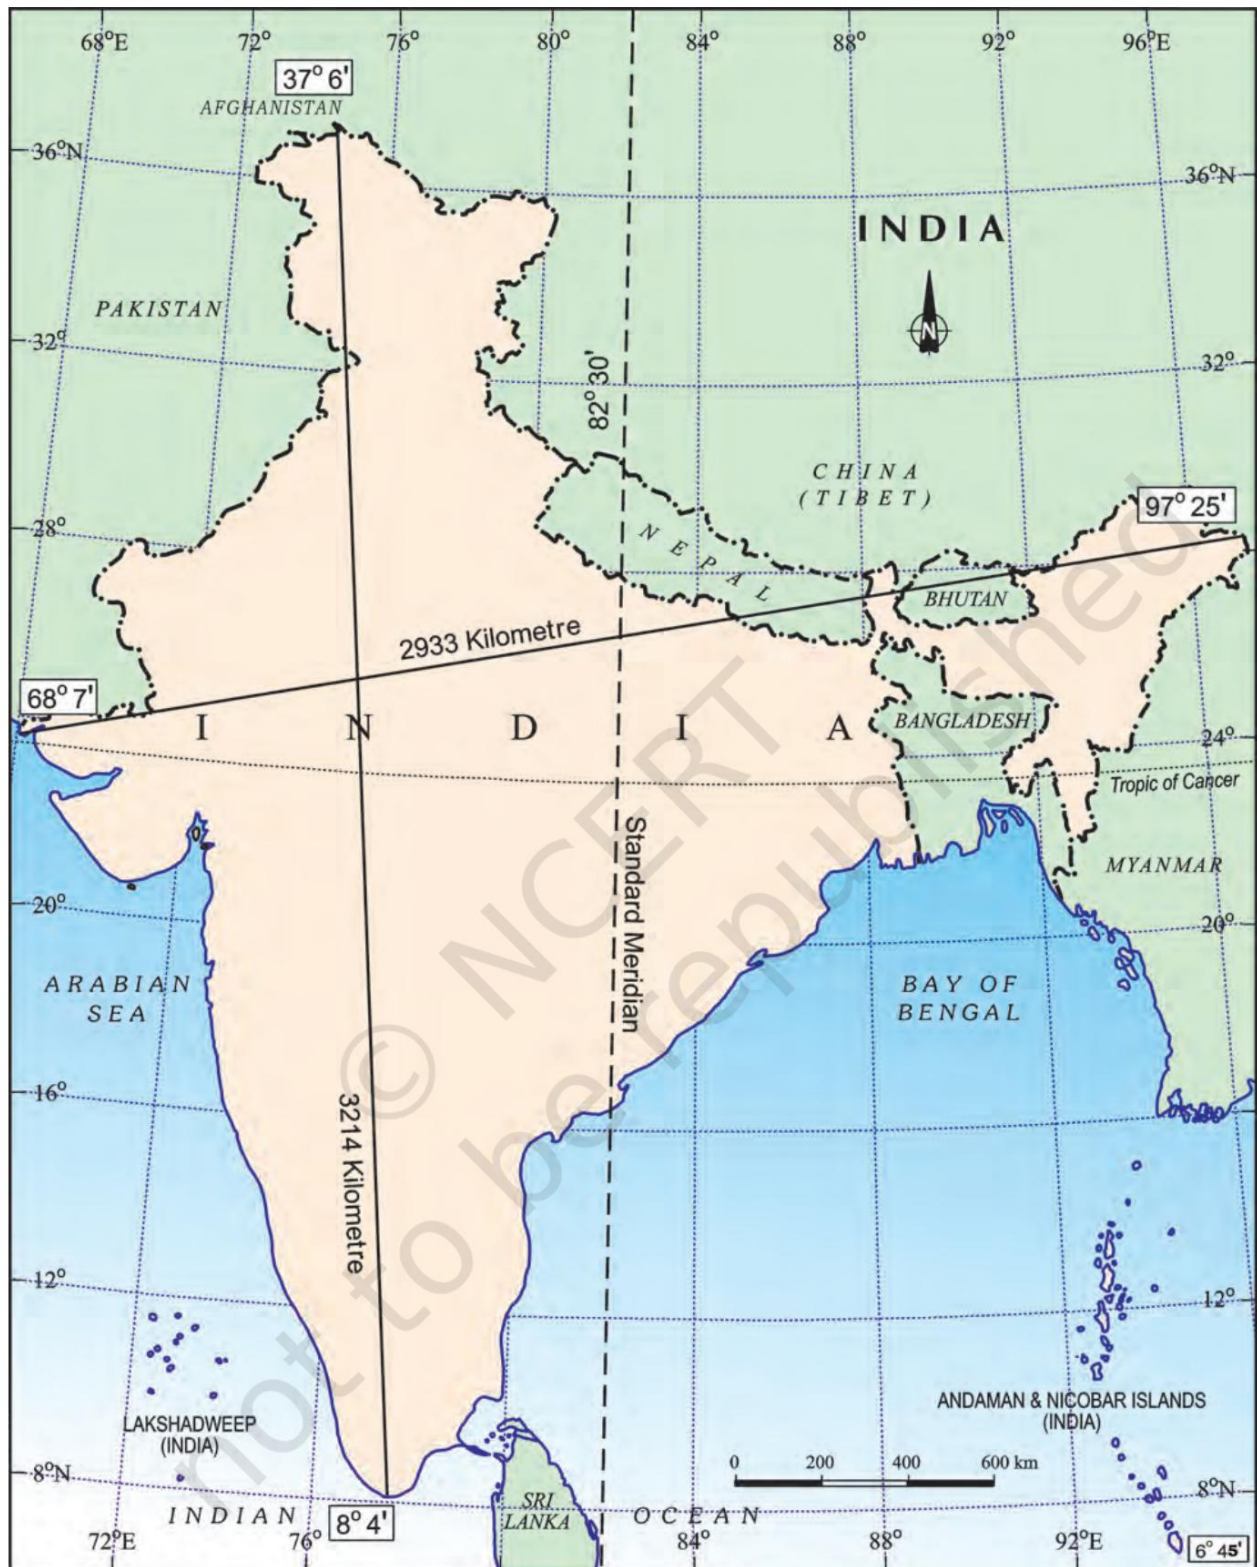 68°E 72° 76° 80° 84° 88° 92° 96°E
37° 6'
AFGHANISTAN
36°N
36°N
INDIA
N
PAKISTAN
32°
32°
82° 30'
CHINA
(TIBET)
97° 25'
28°
NEPAL
BHUTAN
2933 Kilometre
68° 7'
INDIA
BANGLADESH
24°
Tropic of Cancer
Standard Meridian
MYANMAR
20°
20°
ARABIAN
SEA
BAY OF
BENGAL
16°
3214 Kilometre
12°
12°
LAKSHADWEEP
(INDIA)
ANDAMAN & NICOBAR ISLANDS
(INDIA)
0 200 400 600 km
8°N
8°N
INDIAN OCEAN
8° 4'
SRI
LANKA
72°E 76° 80° 84° 88° 92°E
6° 45'
© NCERT
not to be republished